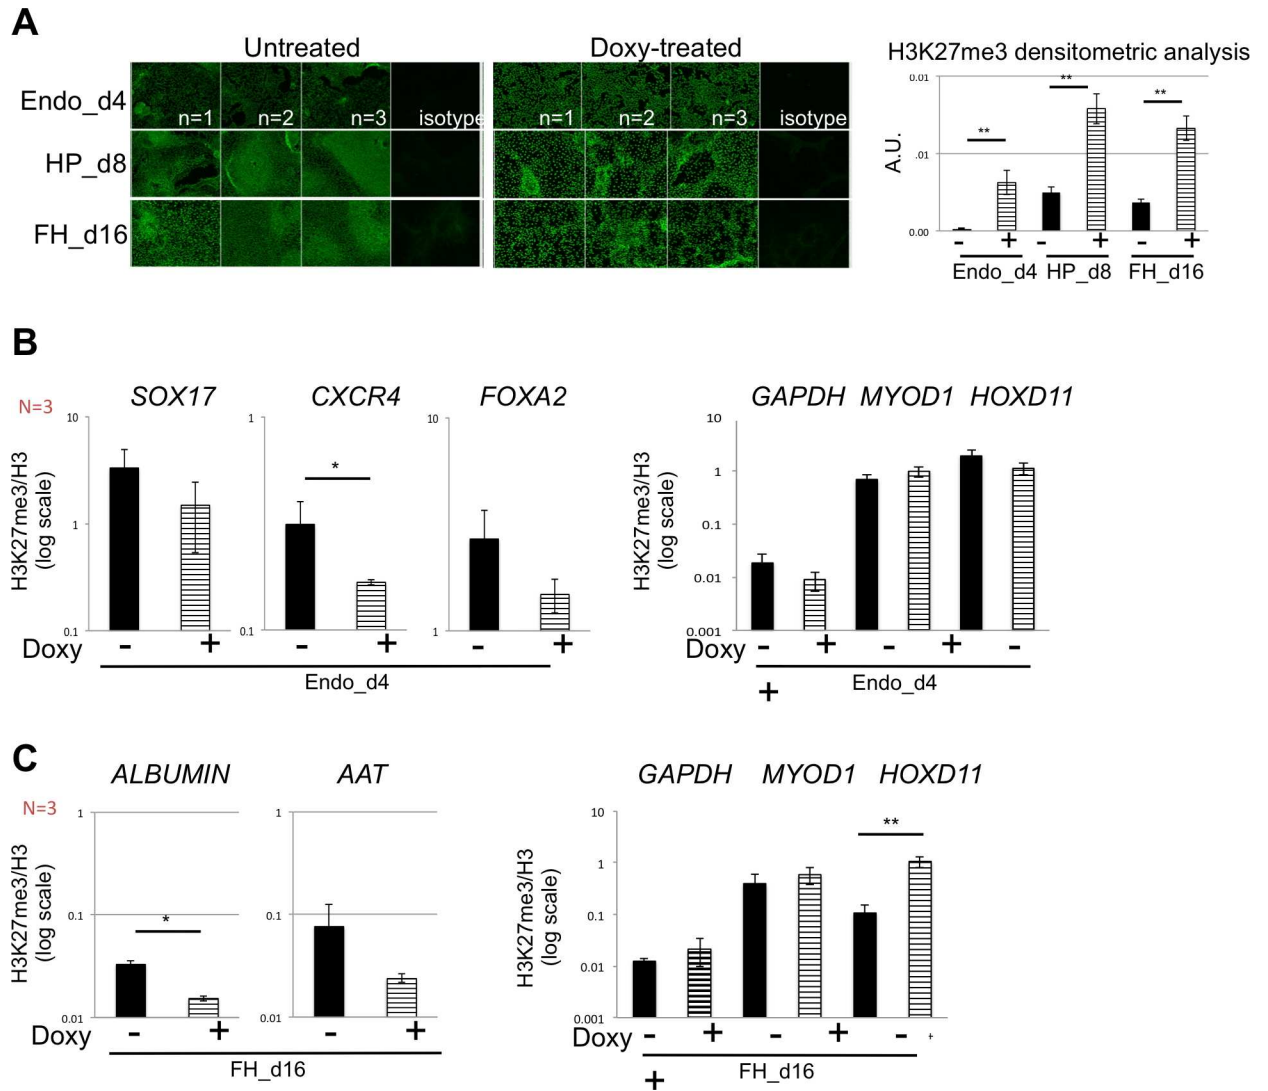 A
Untreated
Doxy-treated
H3K27me3 densitometric analysis
Endo_d4
n=1
n=2
n=3
isotype
n=1
n=2
n=3
isotype
HP_d8
FH_d16
A.U.
0.01
.01
0.00
**
**
**
- + - + - +
Endo_d4 HP_d8 FH_d16
B
N=3
SOX17
CXCR4
FOXA2
GAPDH MYOD1 HOXD11
H3K27me3/H3
(log scale)
10
1
0.1
1
0.1
*
10
1
H3K27me3/H3
(log scale)
10
1
0.1
0.01
0.001
Doxy - + - + - +
Endo_d4
Doxy - + - + -
+
Endo_d4
C
N=3
ALBUMIN
AAT
GAPDH MYOD1 HOXD11
H3K27me3/H3
(log scale)
1
0.1
0.01
*
1
0.1
0.01
H3K27me3/H3
(log scale)
10
1
0.1
0.01
0.001
**
Doxy - + - +
FH_d16
Doxy - + - + - +
+
FH_d16